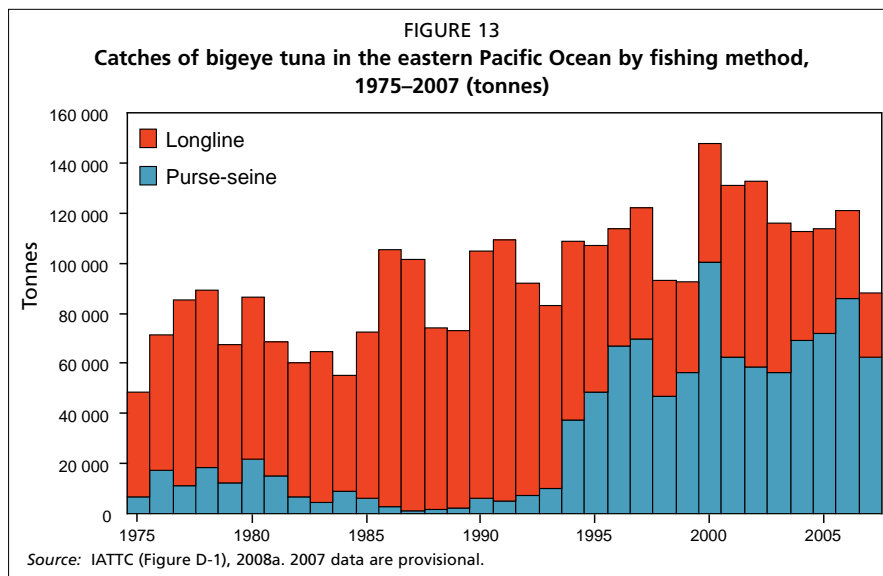 FIGURE 13
Catches of bigeye tuna in the eastern Pacific Ocean by fishing method,
1975–2007 (tonnes)
160 000
140 000
120 000
100 000
80 000
60 000
40 000
20 000
0
Tonnes
Longline
Purse-seine
1975
1980
1985
1990
1995
2000
2005
Source: IATTC (Figure D-1), 2008a. 2007 data are provisional.